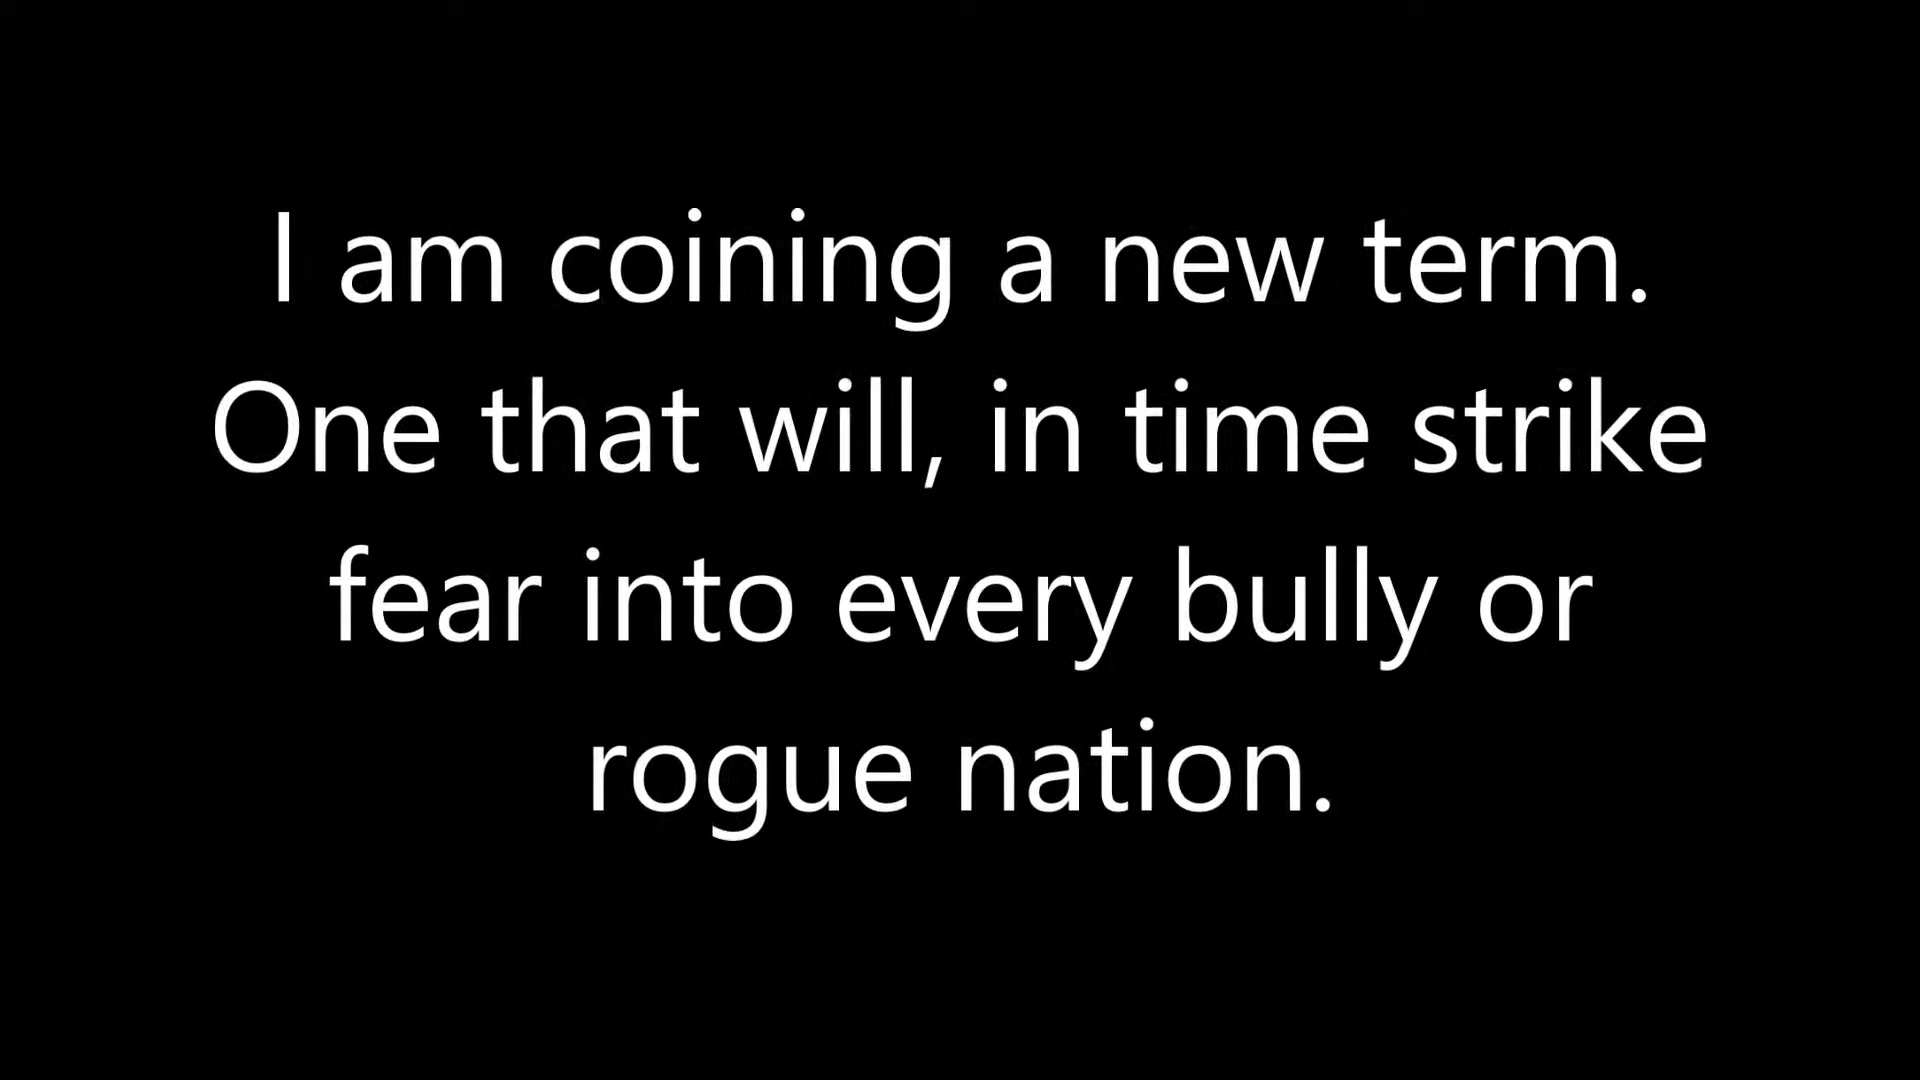 I am coining a new term.
One that will, in time strike
fear into every bully or
rogue nation.